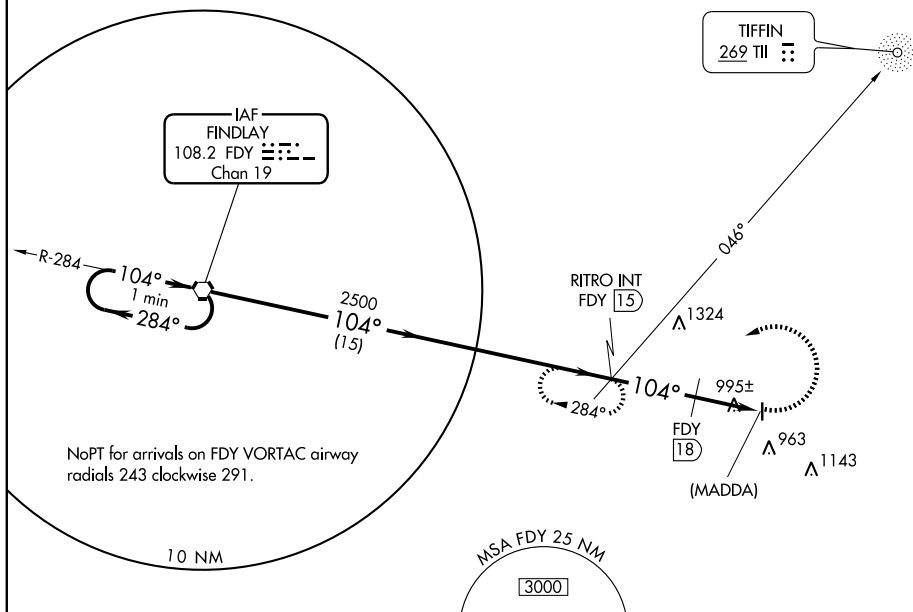 TIFFIN
269 TII
IAF
FINDLAY
108.2 FDY
Chan 19
R-284
104°
1 min
284°
2500
104°
(15)
RITRO INT
FDY 15
046°
1324
284°
104°
995±
FDY
18
963
1143
(MADDA)
NoPT for arrivals on FDY VORTAC airway
radials 243 clockwise 291.
10 NM
MSA FDY 25 NM
3000